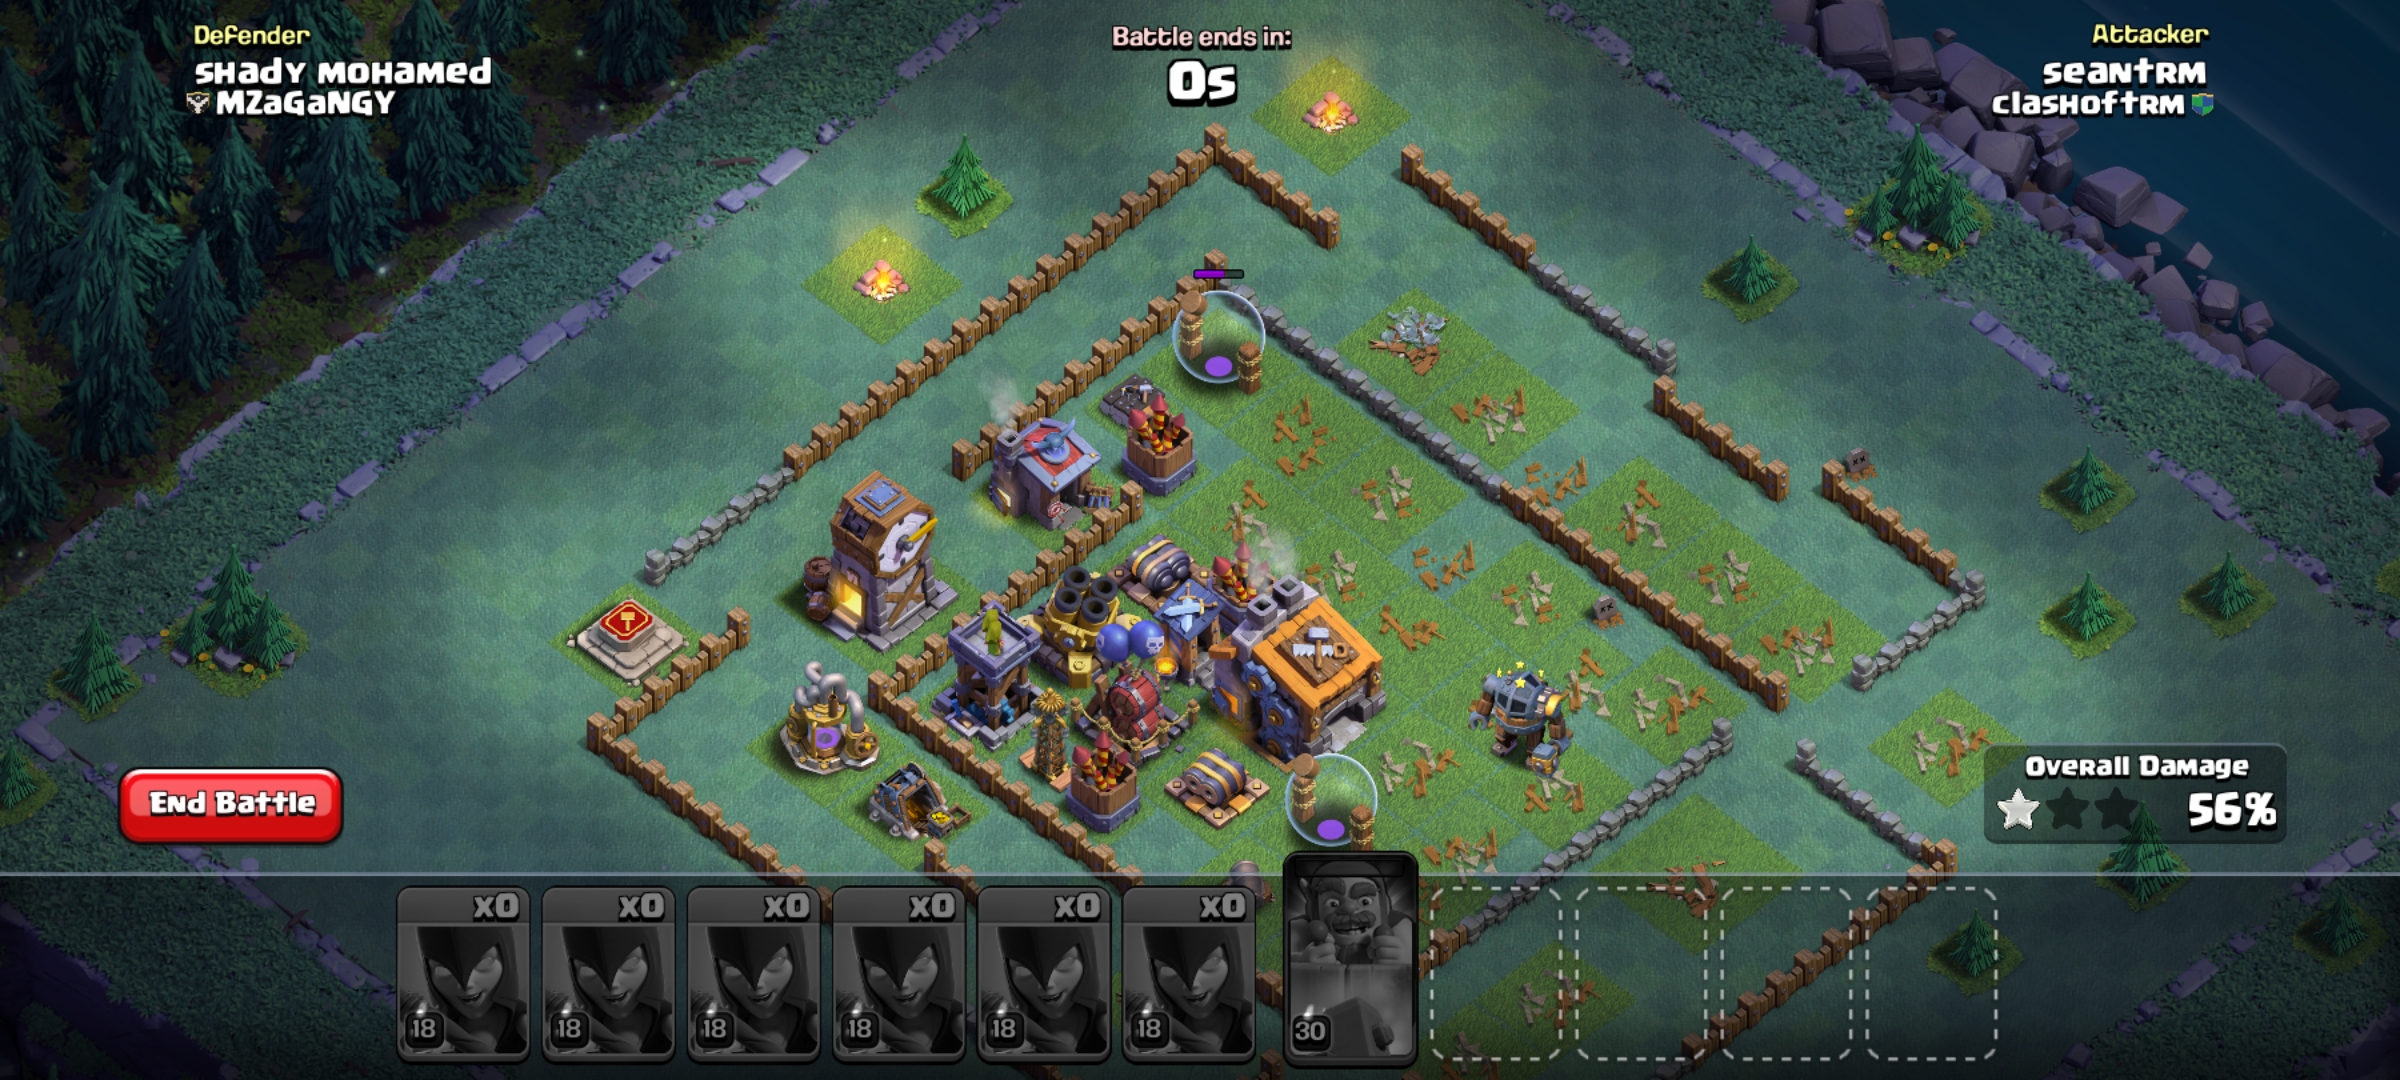 Defender
SHADY MOHAMED
MZAGANGY
Battle ends in:
0s
Attacker
SEANTRM
CLASHOFTRM
End Battle
Overall Damage
56%
x0
x0
x0
x0
x0
x0
18
18
18
18
18
18
30